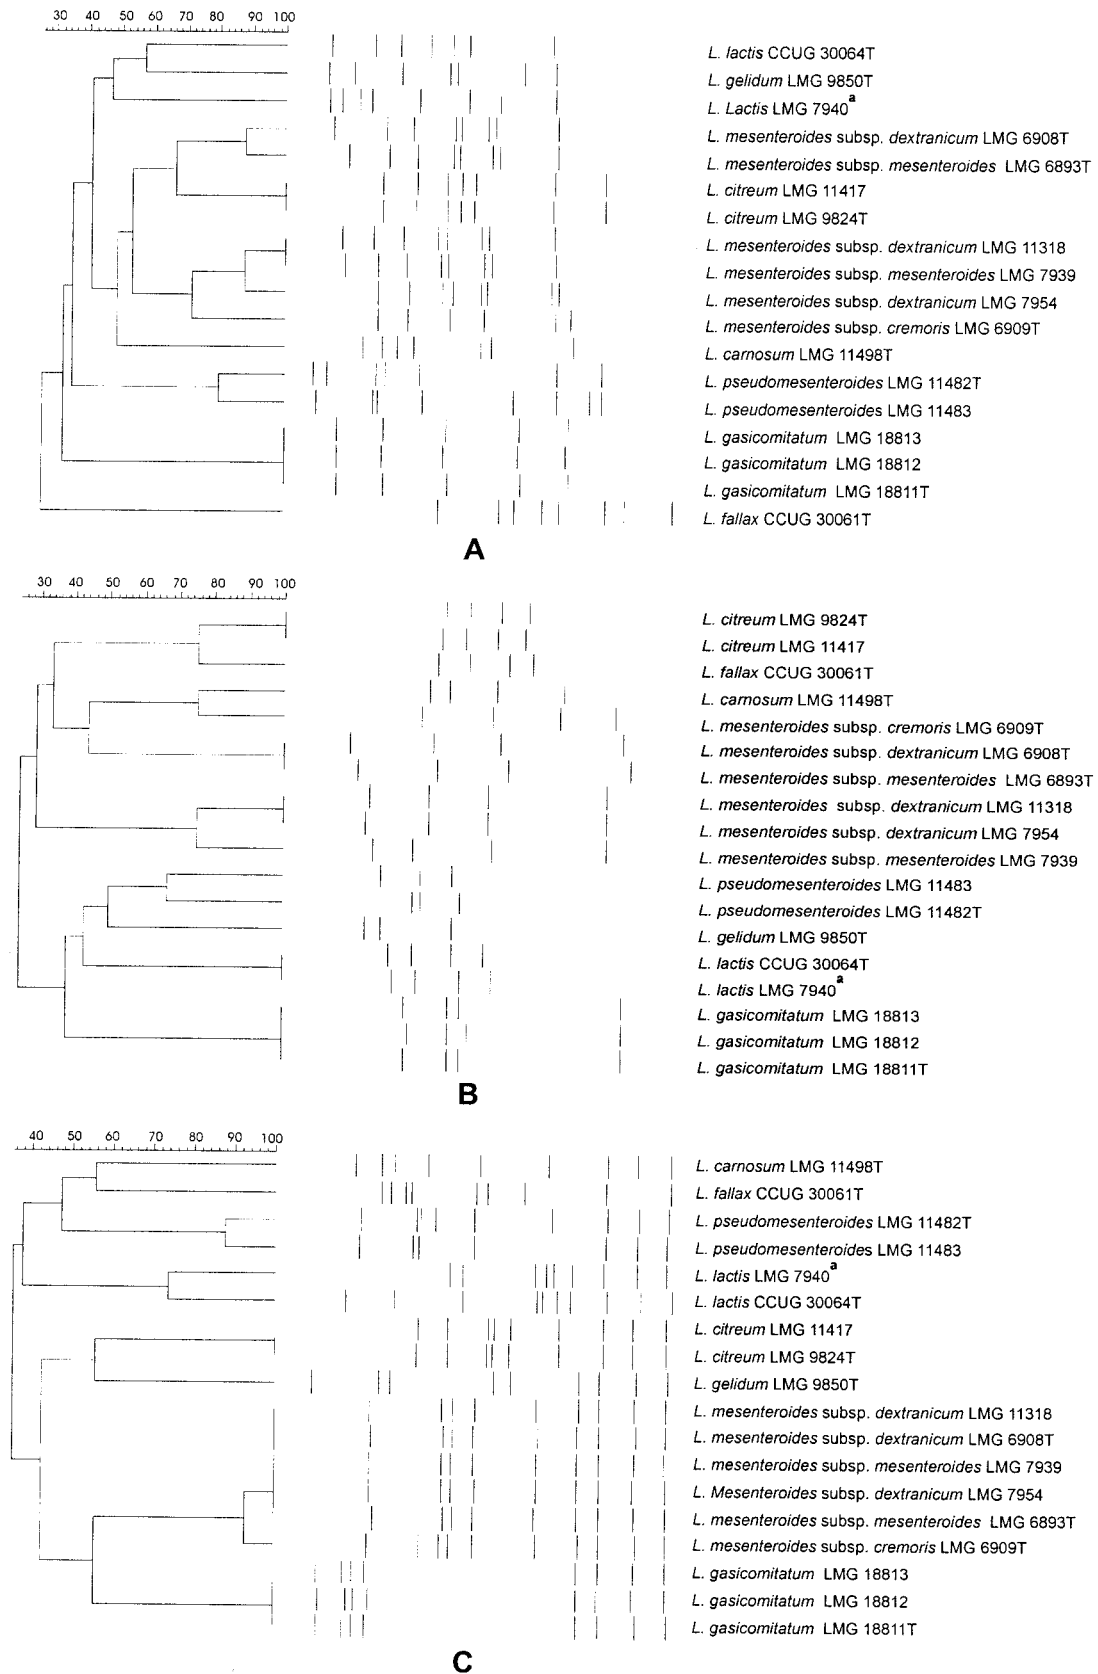 30 40 50 60 70 80 90 100
L. lactis CCUG 30064T
L. gelidum LMG 9850T
L. Lactis LMG 7940a
L. mesenteroides subsp. dextranicum LMG 6908T
L. mesenteroides subsp. mesenteroides LMG 6893T
L. citreum LMG 11417
L. citreum LMG 9824T
L. mesenteroides subsp. dextranicum LMG 11318
L. mesenteroides subsp. mesenteroides LMG 7939
L. mesenteroides subsp. dextranicum LMG 7954
L. mesenteroides subsp. cremoris LMG 6909T
L. carnosum LMG 11498T
L. pseudomesenteroides LMG 11482T
L. pseudomesenteroides LMG 11483
L. gasicomitatum LMG 18813
L. gasicomitatum LMG 18812
L. gasicomitatum LMG 18811T
L. fallax CCUG 30061T
A
30 40 50 60 70 80 90 100
L. citreum LMG 9824T
L. citreum LMG 11417
L. fallax CCUG 30061T
L. carnosum LMG 11498T
L. mesenteroides subsp. cremoris LMG 6909T
L. mesenteroides subsp. dextranicum LMG 6908T
L. mesenteroides subsp. mesenteroides LMG 6893T
L. mesenteroides subsp. dextranicum LMG 11318
L. mesenteroides subsp. dextranicum LMG 7954
L. mesenteroides subsp. mesenteroides LMG 7939
L. pseudomesenteroides LMG 11483
L. pseudomesenteroides LMG 11482T
L. gelidum LMG 9850T
L. lactis CCUG 30064T
L. lactis LMG 7940a
L. gasicomitatum LMG 18813
L. gasicomitatum LMG 18812
L. gasicomitatum LMG 18811T
B
40 50 60 70 80 90 100
L. carnosum LMG 11498T
L. fallax CCUG 30061T
L. pseudomesenteroides LMG 11482T
L. pseudomesenteroides LMG 11483
L. lactis LMG 7940a
L. lactis CCUG 30064T
L. citreum LMG 11417
L. citreum LMG 9824T
L. gelidum LMG 9850T
L. mesenteroides subsp. dextranicum LMG 11318
L. mesenteroides subsp. dextranicum LMG 6908T
L. mesenteroides subsp. mesenteroides LMG 7939
L. Mesenteroides subsp. dextranicum LMG 7954
L. mesenteroides subsp. mesenteroides LMG 6893T
L. mesenteroides subsp. cremoris LMG 6909T
L. gasicomitatum LMG 18813
L. gasicomitatum LMG 18812
L. gasicomitatum LMG 18811T
C